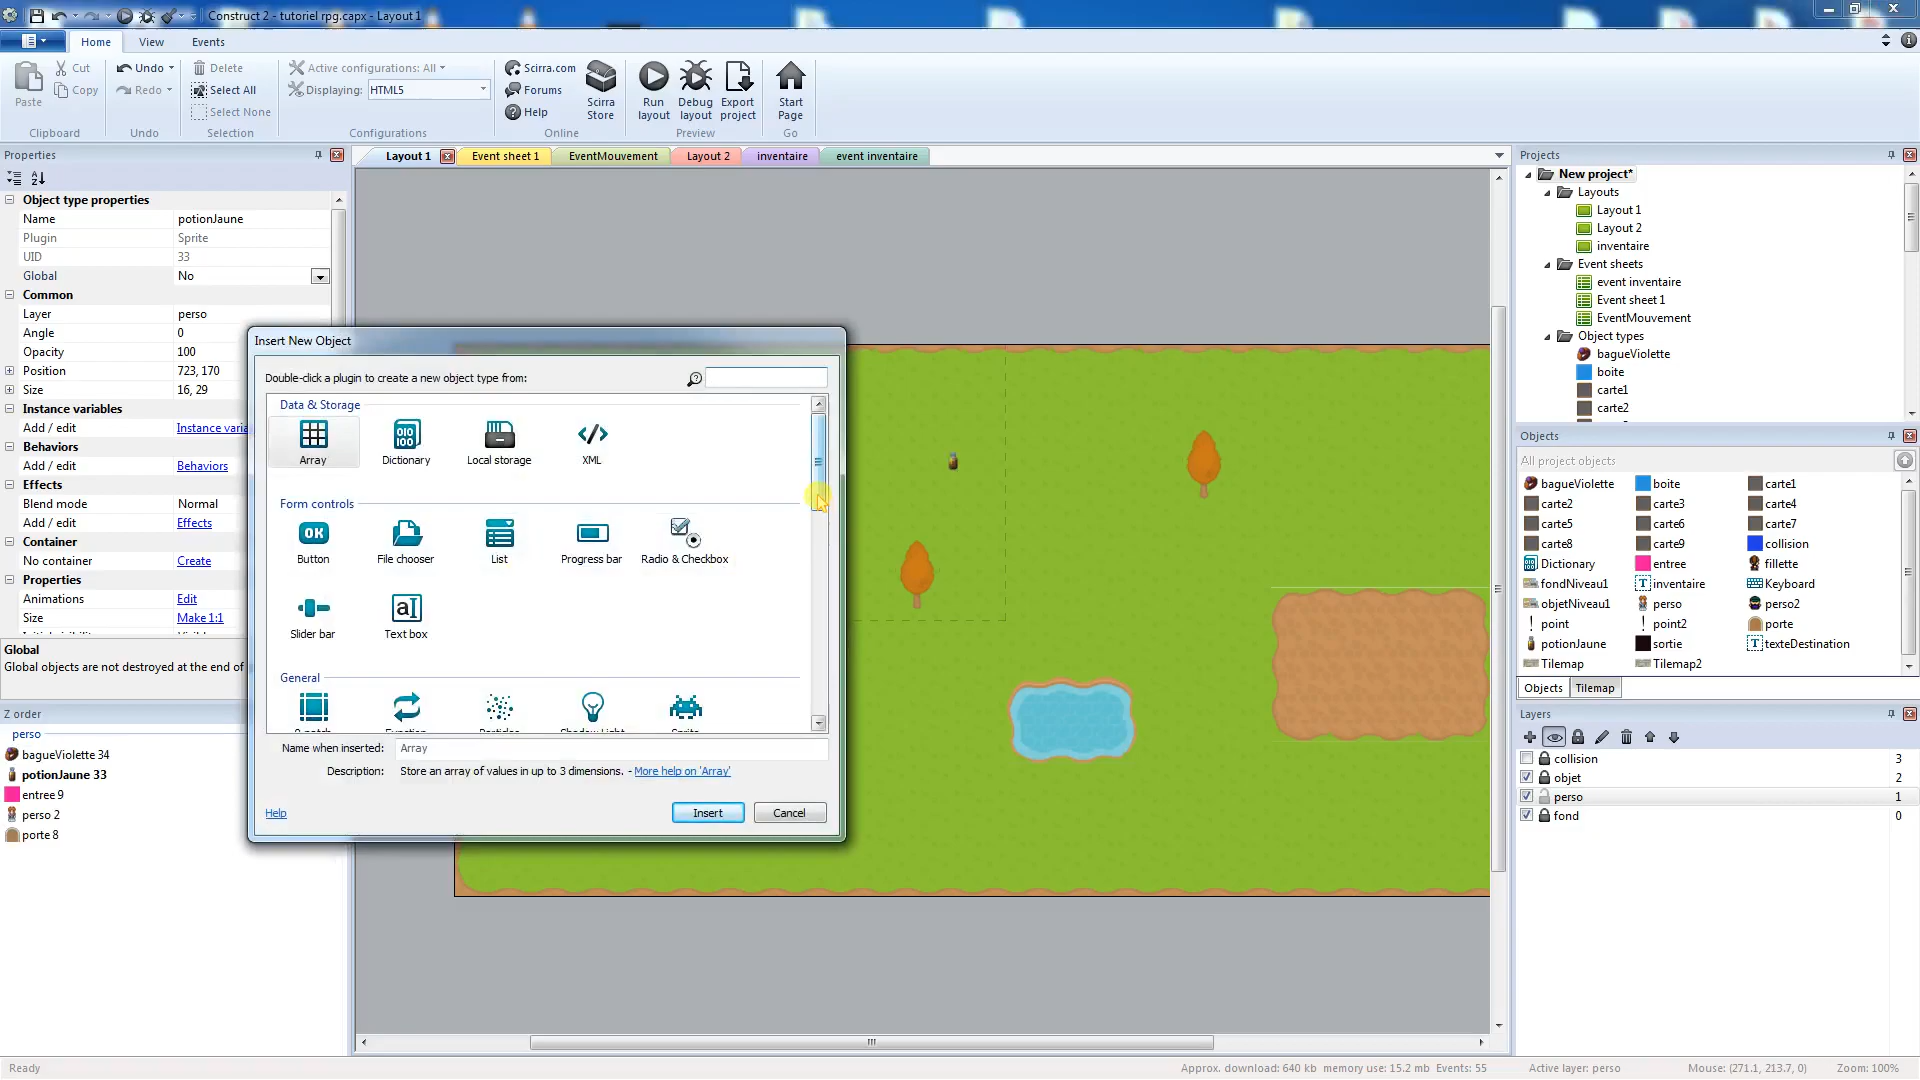 Construct 2 - tutoriel rpg.capx - Layout 1
Home View Events
Paste Cut Copy Clipboard
Undo Redo Undo
Delete Select All Select None Selection
Active configurations: All
Displaying: HTML5
Configurations
Scirra.com Forums Help Scirra Store Online
Run layout Debug layout Export project Preview
Start Page Go
Properties
Object type properties
Name potionJaune
Plugin Sprite
UID 33
Global No
Common
Layer perso
Angle 0
Opacity 100
Position 723, 170
Size 16, 29
Instance variables
Add / edit Instance varia
Behaviors
Add / edit Behaviors
Effects
Blend mode Normal
Add / edit Effects
Container
No container Create
Properties
Animations Edit
Size Make 1:1
Global
Global objects are not destroyed at the end of
Z order
perso
bagueViolette 34
potionJaune 33
entree 9
perso 2
porte 8
Layout 1 Event sheet 1 EventMouvement Layout 2 inventaire event inventaire
Insert New Object
Double-click a plugin to create a new object type from:
Data & Storage
Array Dictionary Local storage XML
Form controls
Button File chooser List Progress bar Radio & Checkbox
OK
Slider bar Text box
aI
General
Name when inserted: Array
Description: Store an array of values in up to 3 dimensions. - More help on 'Array'
Help Insert Cancel
Projects
New project*
Layouts
Layout 1
Layout 2
inventaire
Event sheets
event inventaire
Event sheet 1
EventMouvement
Object types
bagueViolette
boite
carte1
carte2
Objects
All project objects
bagueViolette boite carte1
carte2 carte3 carte4
carte5 carte6 carte7
carte8 carte9 collision
Dictionary entree fillette
fondNiveau1 inventaire Keyboard
objetNiveau1 perso perso2
point point2 porte
potionJaune sortie texteDestination
Tilemap Tilemap2
Objects Tilemap
Layers
collision 3
objet 2
perso 1
fond 0
Ready Approx. download: 640 kb memory use: 15.2 mb Events: 55 Active layer: perso Mouse: (271.1, 213.7, 0) Zoom: 100%